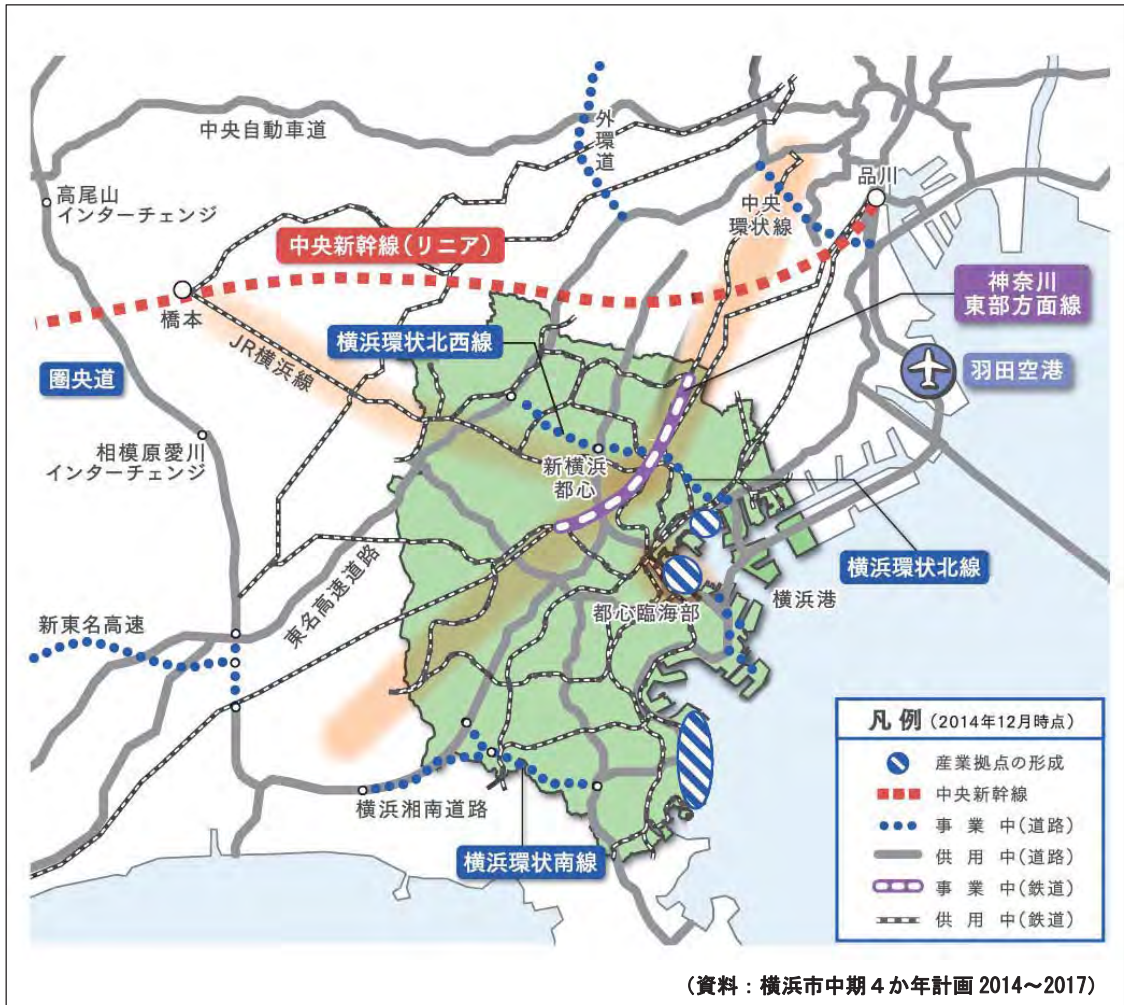 中央自動車道
外環道
品川
高尾山
インターチェンジ
中央
環状線
中央新幹線（リニア）
神奈川
東部方面線
橋本
横浜環状北西線
JR横浜線
圏央道
羽田空港
相模原愛川
インターチェンジ
新横浜
都心
東名高速道路
横浜環状北線
横浜港
都心臨海部
新東名高速
横浜湘南道路
横浜環状南線
凡例（2014年12月時点）
産業拠点の形成
中央新幹線
事業中（道路）
供用中（道路）
事業中（鉄道）
供用中（鉄道）
（資料：横浜市中期４か年計画 2014～2017）